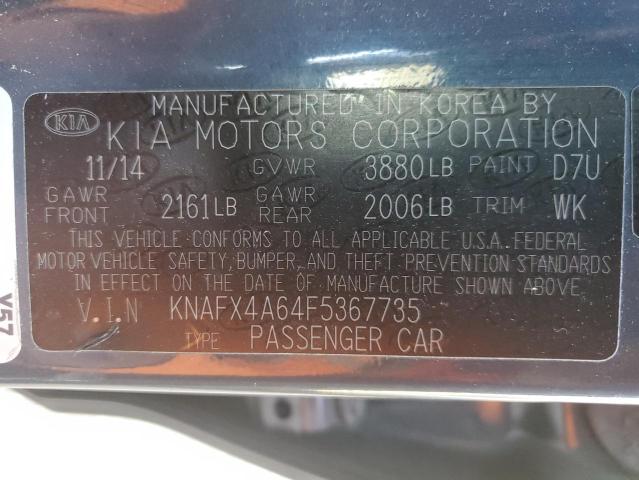 MANUFACTURED IN KOREA BY
KIA KIA MOTORS CORPORATION
11/14 GVWR 3880LB PAINT D7U
GAWR FRONT 2161LB GAWR REAR 2006LB TRIM WK
THIS VEHICLE CONFORMS TO ALL APPLICABLE U.S.A. FEDERAL
MOTOR VEHICLE SAFETY, BUMPER, AND THEFT PREVENTION STANDARDS
IN EFFECT ON THE DATE OF MANUFACTURE SHOWN ABOVE
V.I.N KNAFX4A64F5367735
TYPE PASSENGER CAR
Y57